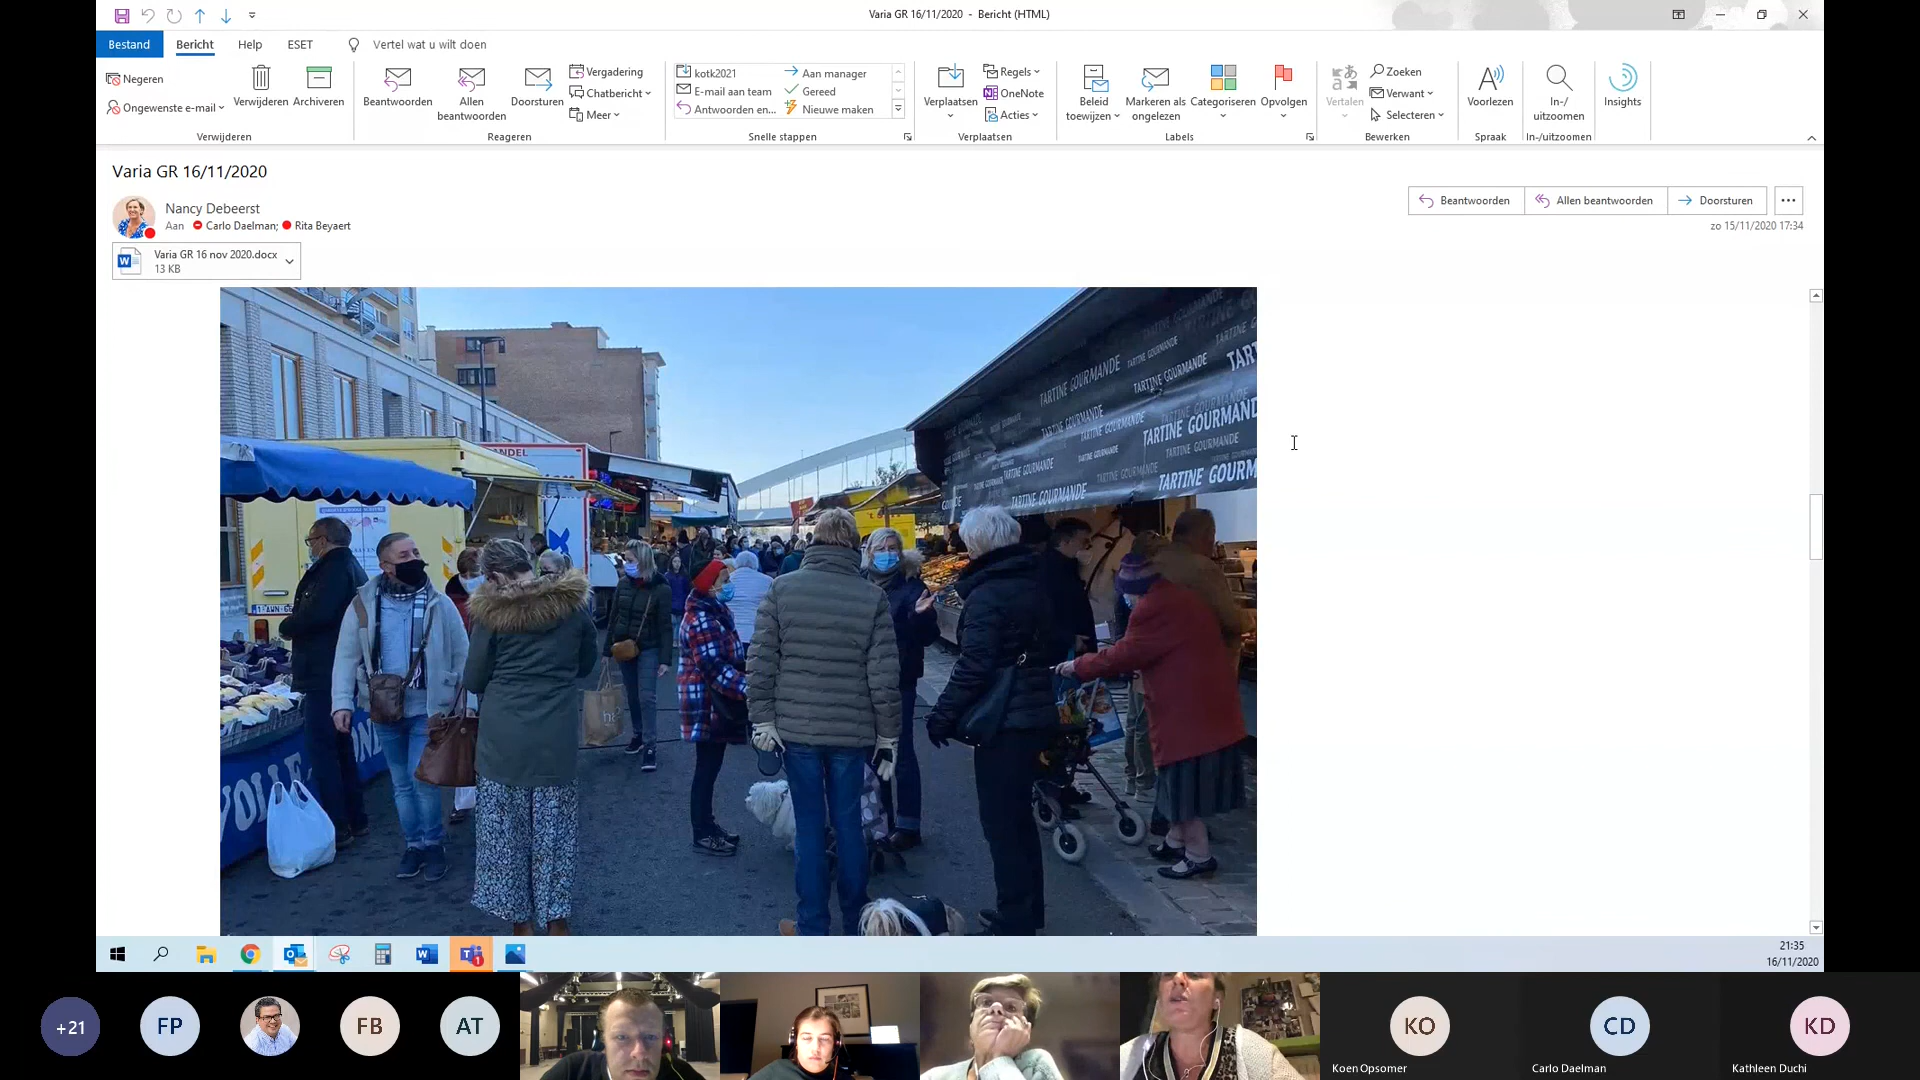 Varia GR 16/11/2020 - Bericht (HTML)
Bestand Bericht Help ESET Vertel wat u wilt doen
Negeren
Ongewenste e-mail
Verwijderen
Archiveren
Verwijderen
Beantwoorden
Allen beantwoorden
Doorsturen
Vergadering
Chatbericht
Meer
Reageren
kotk2021
E-mail aan team
Antwoorden en...
Aan manager
Gereed
Nieuwe maken
Snelle stappen
Verplaatsen
Regels
OneNote
Acties
Verplaatsen
Beleid toewijzen
Markeren als ongelezen
Categoriseren
Opvolgen
Labels
Vertalen
Zoeken
Verwant
Selecteren
Bewerken
Voorlezen
Spraak
In-/uitzoomen
In-/uitzoomen
Insights
Varia GR 16/11/2020
Nancy Debeerst
Aan Carlo Daelman; Rita Beyaert
Beantwoorden Allen beantwoorden Doorsturen
zo 15/11/2020 17:34
Varia GR 16 nov 2020.docx
13 KB
TARTINE GOURMANDE
TARTINE GOURMANDE
TARTINE GOURMANDE
TARTINE GOURMANDE
NDEL
21:35
16/11/2020
+21 FP FB AT KO CD KD
Koen Opsomer Carlo Daelman Kathleen Duchi